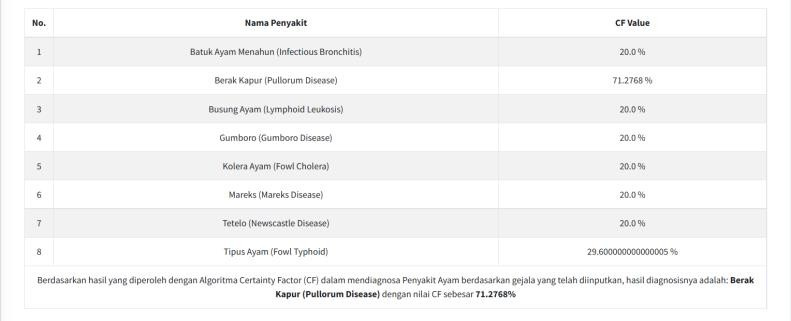 No. Nama Penyakit CF Value
1 Batuk Ayam Menahun (Infectious Bronchitis) 20.0 %
2 Berak Kapur (Pullorum Disease) 71.2768 %
3 Busung Ayam (Lymphoid Leukosis) 20.0 %
4 Gumboro (Gumboro Disease) 20.0 %
5 Kolera Ayam (Fowl Cholera) 20.0 %
6 Mareks (Mareks Disease) 20.0 %
7 Tetelo (Newscastle Disease) 20.0 %
8 Tipus Ayam (Fowl Typhoid) 29.600000000000005 %
Berdasarkan hasil yang diperoleh dengan Algoritma Certainty Factor (CF) dalam mendiagnosa Penyakit Ayam berdasarkan gejala yang telah diinputkan, hasil diagnosisnya adalah: Berak
Kapur (Pullorum Disease) dengan nilai CF sebesar 71.2768%